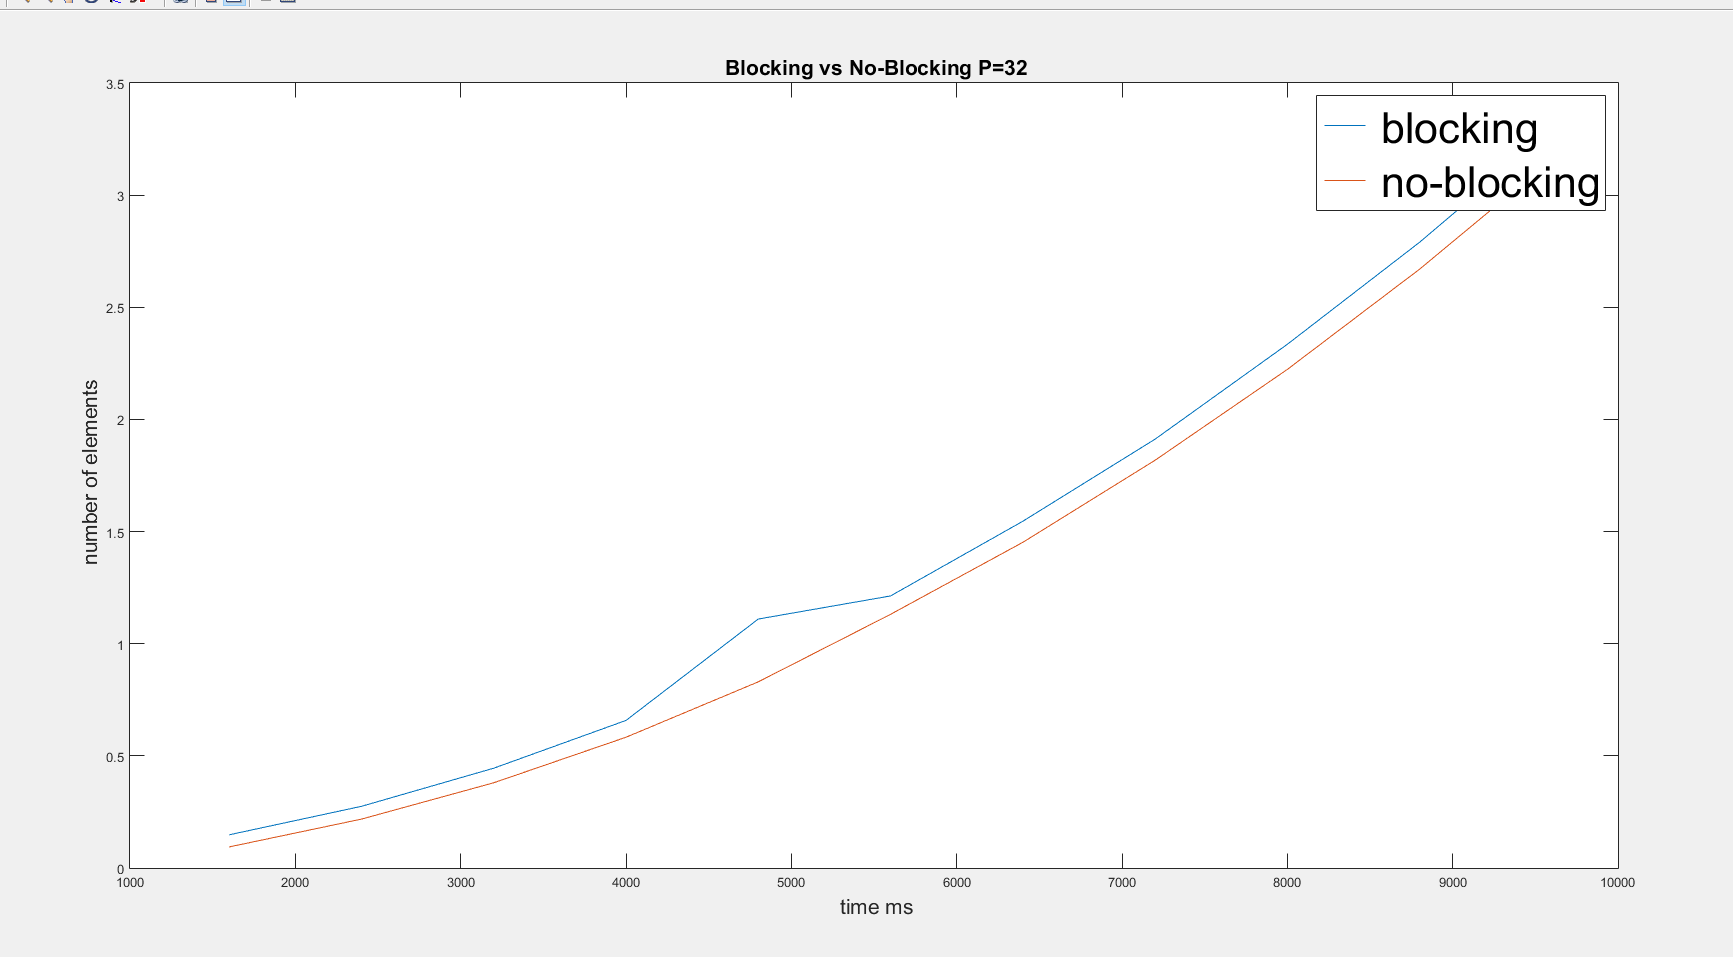 Blocking vs No-Blocking P=32
3.5
3
2.5
2
1.5
1
0.5
0
number of elements
blocking
no-blocking
1000 2000 3000 4000 5000 6000 7000 8000 9000 10000
time ms